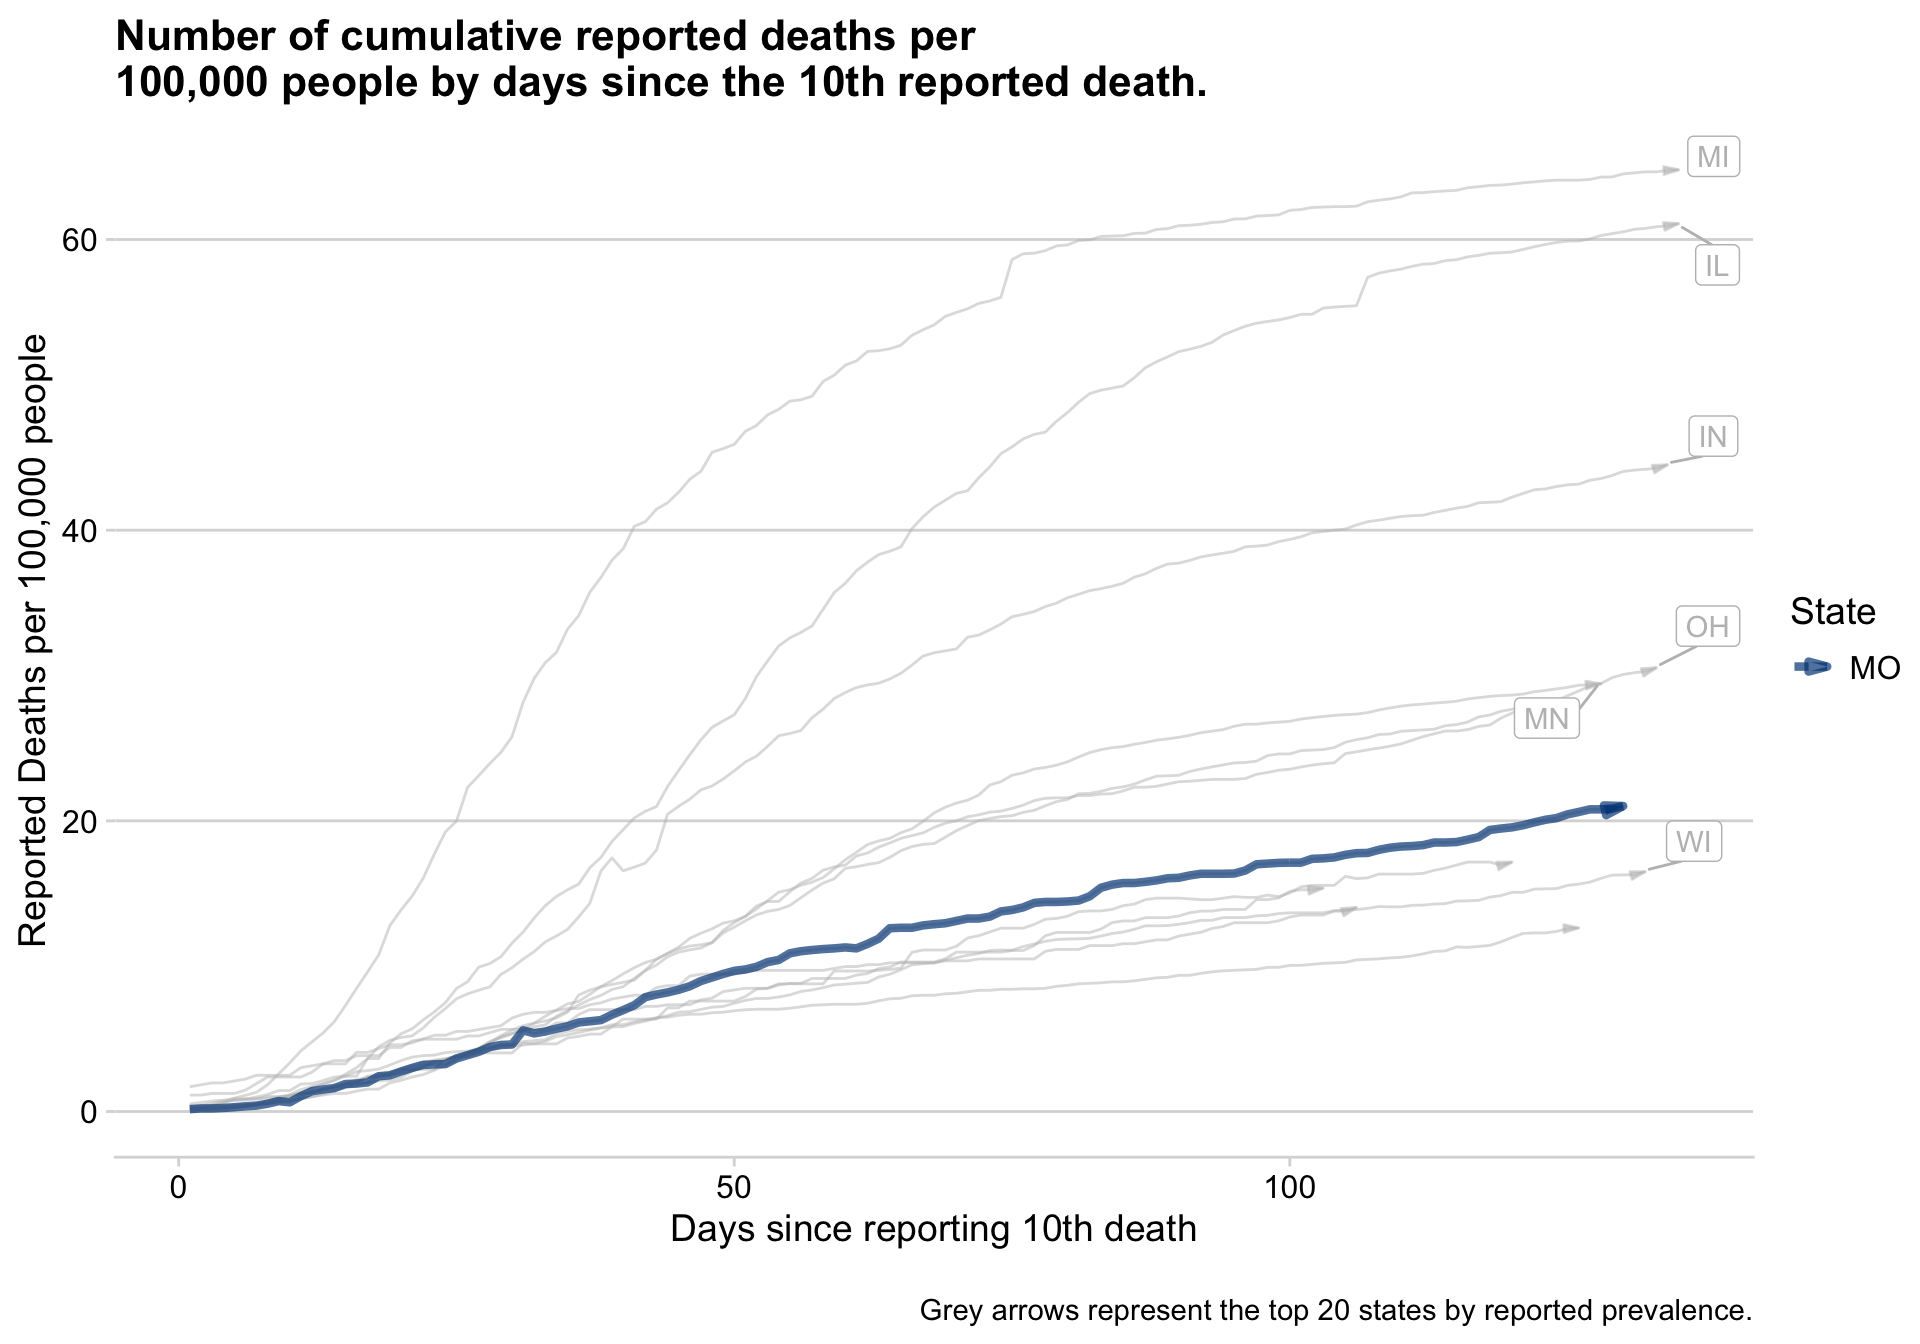 Number of cumulative reported deaths per
100,000 people by days since the 10th reported death.
MI
60
IL
IN
40
OH
MN
20
WI
0
Reported Deaths per 100,000 people
State
MO
0
50
100
Days since reporting 10th death
Grey arrows represent the top 20 states by reported prevalence.